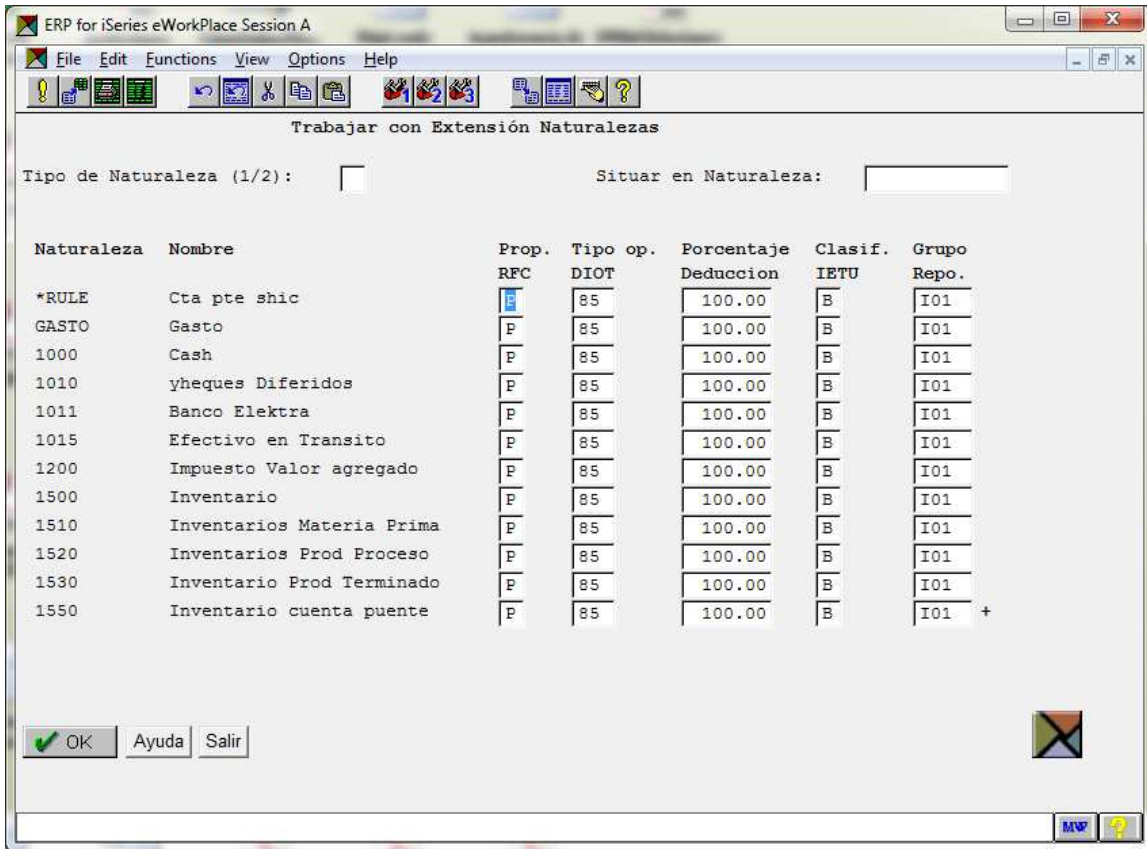 ERP for iSeries eWorkPlace Session A
File Edit Functions View Options Help
1 2 3
Trabajar con Extensión Naturalezas
Tipo de Naturaleza (1/2): Situar en Naturaleza:
Naturaleza Nombre Prop. Tipo op. Porcentaje Clasif. Grupo
RFC DIOT Deduccion IETU Repo.
*RULE Cta pte shic P 85 100.00 B I01
GASTO Gasto P 85 100.00 B I01
1000 Cash P 85 100.00 B I01
1010 yheques Diferidos P 85 100.00 B I01
1011 Banco Elektra P 85 100.00 B I01
1015 Efectivo en Transito P 85 100.00 B I01
1200 Impuesto Valor agregado P 85 100.00 B I01
1500 Inventario P 85 100.00 B I01
1510 Inventarios Materia Prima P 85 100.00 B I01
1520 Inventarios Prod Proceso P 85 100.00 B I01
1530 Inventario Prod Terminado P 85 100.00 B I01
1550 Inventario cuenta puente P 85 100.00 B I01 +
OK Ayuda Salir
MW ?